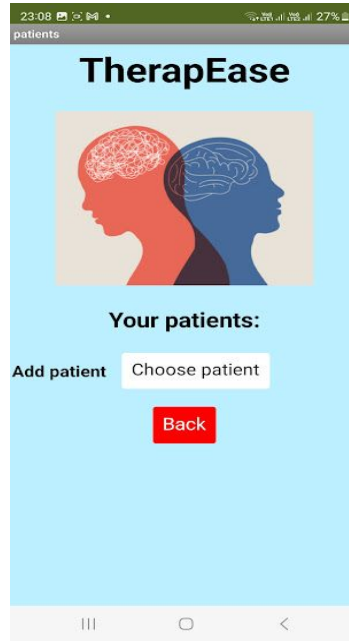 23:08 27%
patients
TherapEase
Your patients:
Add patient Choose patient
Back